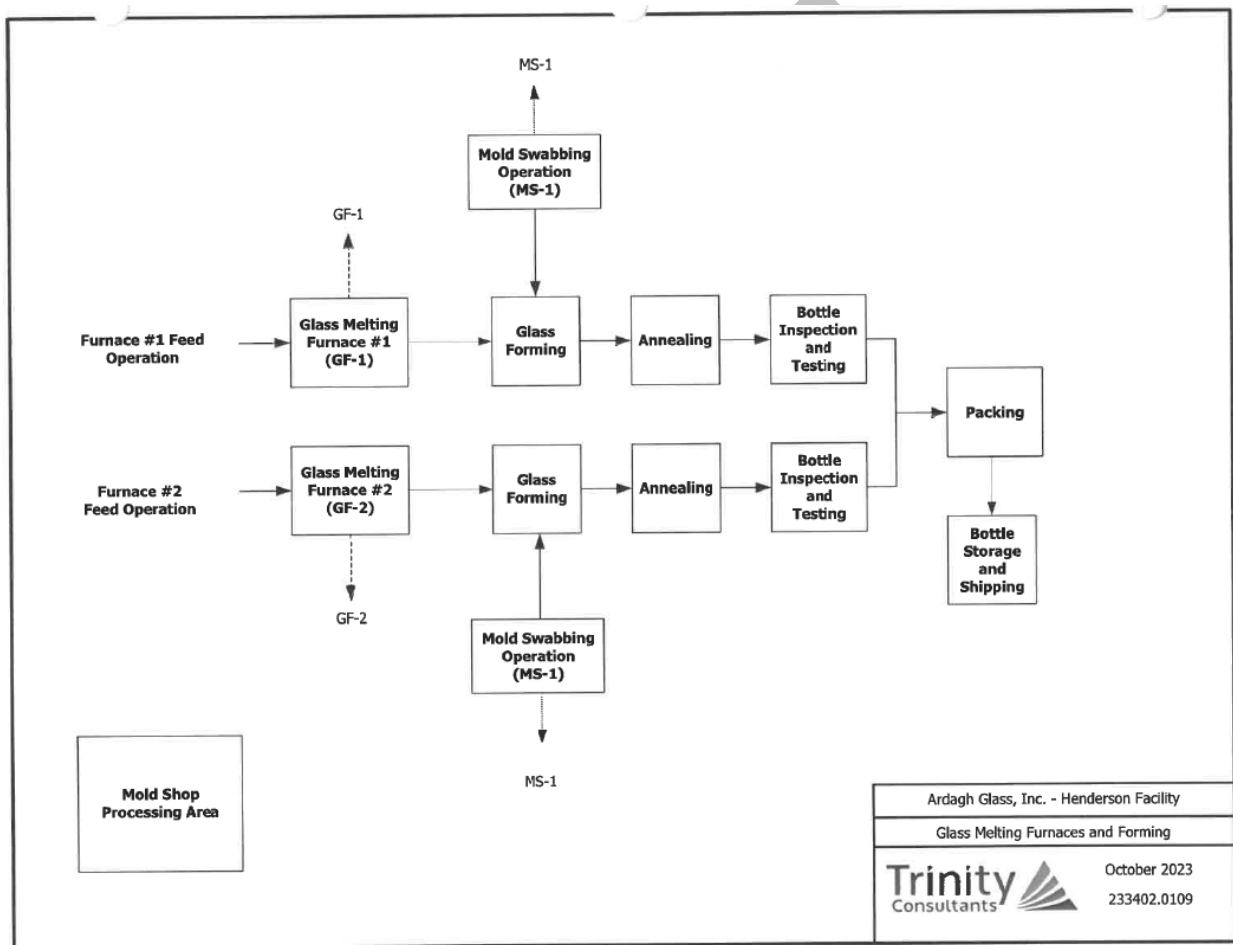 MS-1
Mold Swabbing
Operation
(MS-1)
GF-1
Furnace #1 Feed
Operation
Glass Melting
Furnace #1
(GF-1)
Glass
Forming
Annealing
Bottle
Inspection
and
Testing
Packing
Furnace #2
Feed Operation
Glass Melting
Furnace #2
(GF-2)
Glass
Forming
Annealing
Bottle
Inspection
and
Testing
Bottle
Storage
and
Shipping
GF-2
Mold Swabbing
Operation
(MS-1)
MS-1
Mold Shop
Processing Area
Ardagh Glass, Inc. - Henderson Facility
Glass Melting Furnaces and Forming
Trinity
Consultants
October 2023
233402.0109